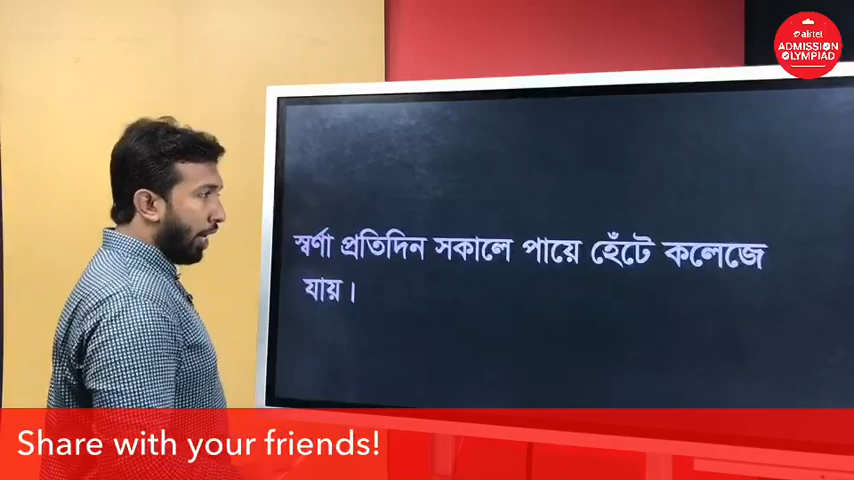 airtel
ADMISSION
OLYMPIAD
স্বর্ণা প্রতিদিন সকালে পায়ে হেঁটে কলেজে
যায়।
Share with your friends!